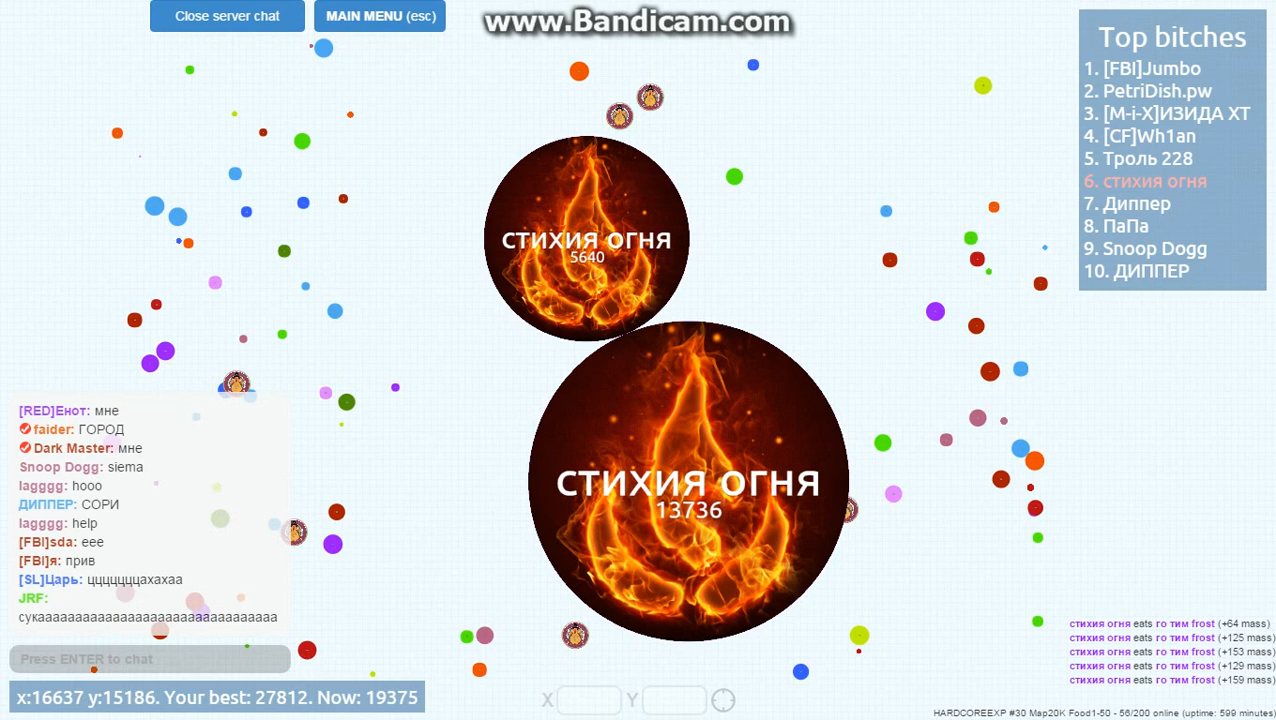 Close server chat
MAIN MENU (esc)
www.Bandicam.com
Top bitches
1. [FBI]Jumbo
2. PetriDish.pw
3. [M-i-X]ИЗИДА ХТ
4. [CF]Wh1an
5. Троль 228
6. стихия огня
7. Диппер
8. ПаПа
9. Snoop Dogg
10. ДИППЕР
СТИХИЯ ОГНЯ
5640
СТИХИЯ ОГНЯ
13736
[RED]Енот: мне
faider: ГОРОД
Dark Master: мне
Snoop Dogg: siema
lagggg: hooo
ДИППЕР: СОРИ
lagggg: help
[FBI]sda: eee
[FBI]я: прив
[SL]Царь: цццццццахахаа
JRF:
сукааааааааааааааааааааааааааааааааа
Press ENTER to chat
x:16637 y:15186. Your best: 27812. Now: 19375
X Y
стихия огня eats го тим frost (+64 mass)
стихия огня eats го тим frost (+125 mass)
стихия огня eats го тим frost (+153 mass)
стихия огня eats го тим frost (+129 mass)
стихия огня eats го тим frost (+159 mass)
HARDCOREEXP #30 Map20K Food1-50 - 56/200 online (uptime: 599 minutes)